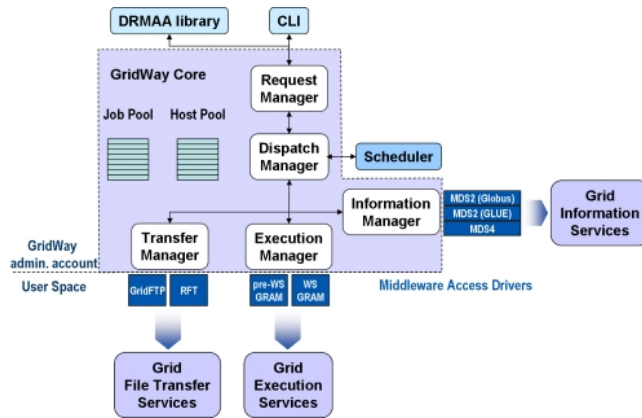 DRMAA library
CLI
GridWay Core
Request
Manager
Job Pool
Host Pool
Dispatch
Manager
Scheduler
Information
Manager
MDS2 (Globus)
MDS2 (GLUE)
MDS4
Grid
Information
Services
Transfer
Manager
Execution
Manager
GridWay
admin. account
User Space
GridFTP
RFT
pre-WS
GRAM
WS
GRAM
Middleware Access Drivers
Grid
File Transfer
Services
Grid
Execution
Services